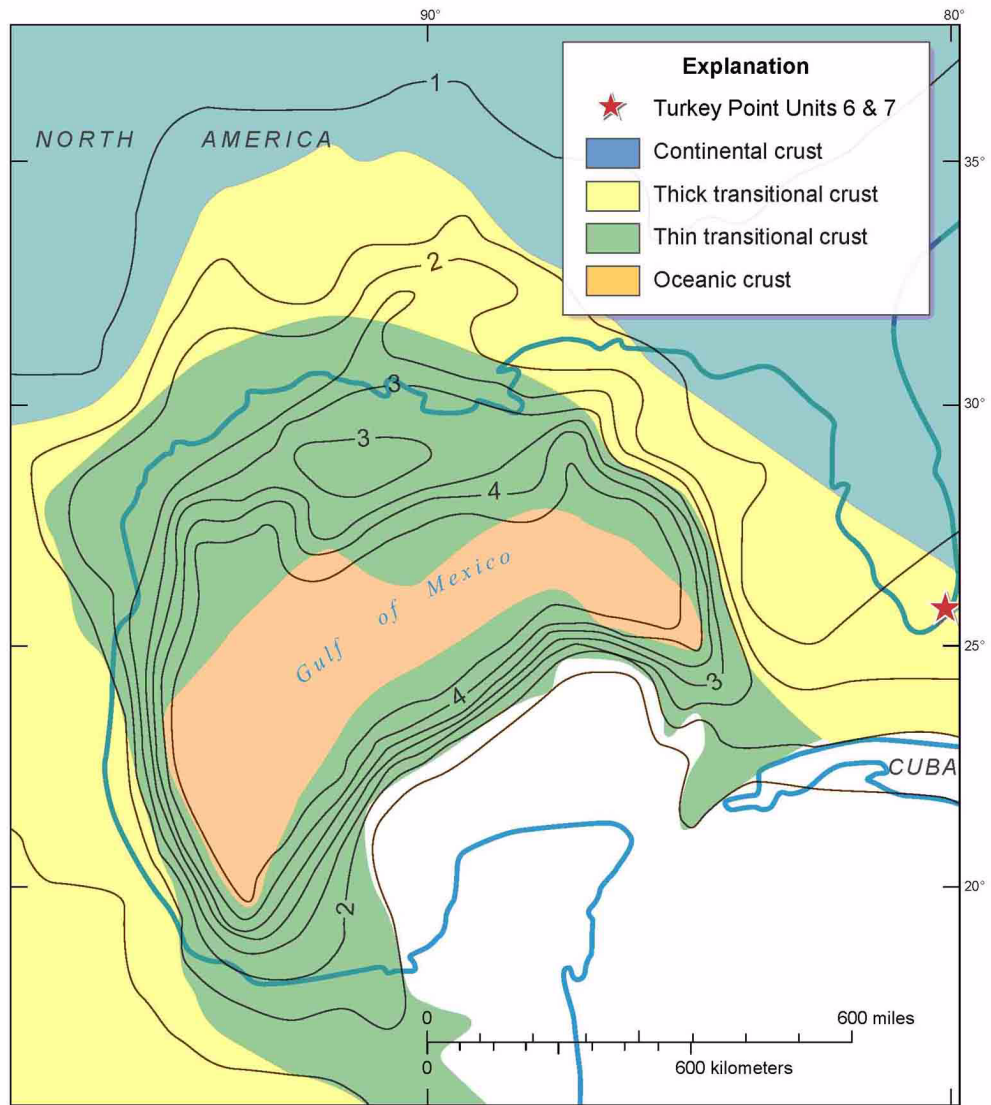 90°
80°
Explanation
Turkey Point Units 6 & 7
Continental crust
Thick transitional crust
Thin transitional crust
Oceanic crust
1
NORTH AMERICA
35°
2
30°
3
3
4
Gulf of Mexico
25°
3
4
CUBA
20°
2
0 600 miles
0 600 kilometers